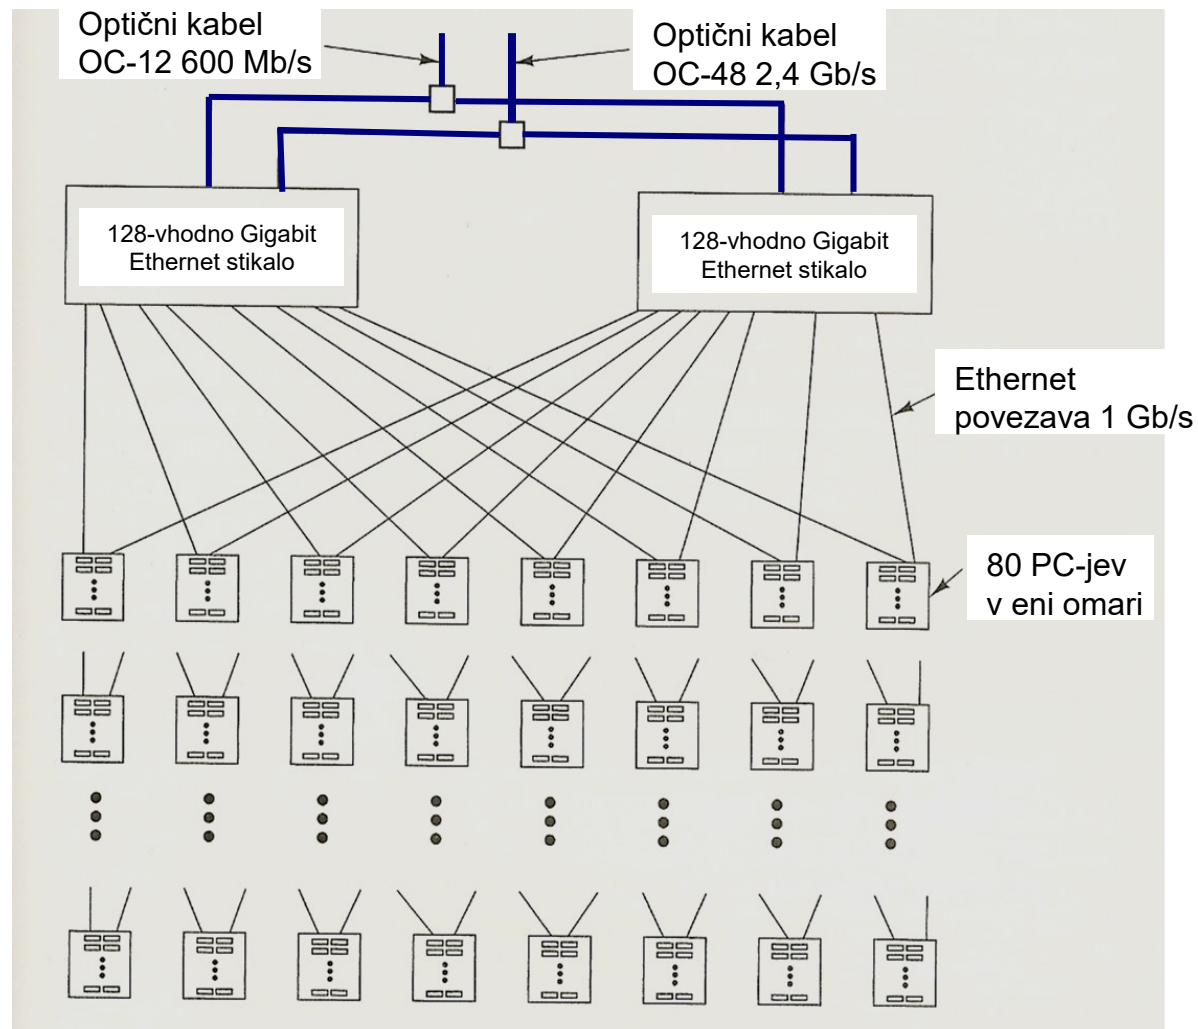 Optični kabel
OC-12 600 Mb/s
Optični kabel
OC-48 2,4 Gb/s
128-vhodno Gigabit
Ethernet stikalo
128-vhodno Gigabit
Ethernet stikalo
Ethernet
povezava 1 Gb/s
80 PC-jev
v eni omari